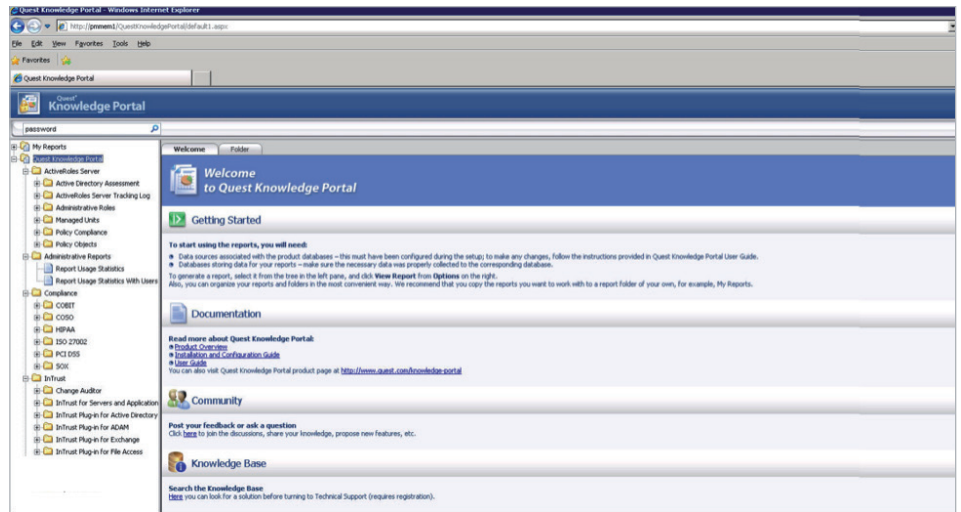 Quest Knowledge Portal - Windows Internet Explorer
http://pmmem1/QuestKnowledgePortal/default1.aspx
File Edit View Favorites Tools Help
Favorites
Quest Knowledge Portal
Quest
Knowledge Portal
password
My Reports
Quest Knowledge Portal
ActiveRoles Server
Active Directory Assessment
ActiveRoles Server Tracking Log
Administrative Roles
Managed Units
Policy Compliance
Policy Objects
Administrative Reports
Report Usage Statistics
Report Usage Statistics With Users
Compliance
COBIT
COSO
HIPAA
ISO 27002
PCI DSS
SOX
InTrust
Change Auditor
InTrust for Servers and Application
InTrust Plug-in for Active Directory
InTrust Plug-in for ADAM
InTrust Plug-in for Exchange
InTrust Plug-in for File Access
Welcome Folder
Welcome
to Quest Knowledge Portal
Getting Started
To start using the reports, you will need:
Data sources associated with the product databases – this must have been configured during the setup; to make any changes, follow the instructions provided in Quest Knowledge Portal User Guide.
Databases storing data for your reports – make sure the necessary data was properly collected to the corresponding database.
To generate a report, select it from the tree in the left pane, and click View Report from Options on the right.
Also, you can organize your reports and folders in the most convenient way. We recommend that you copy the reports you want to work with to a report folder of your own, for example, My Reports.
Documentation
Read more about Quest Knowledge Portal:
Product Overview
Installation and Configuration Guide
User Guide
You can also visit Quest Knowledge Portal product page at http://www.quest.com/knowledge-portal
Community
Post your feedback or ask a question
Click here to join the discussions, share your knowledge, propose new features, etc.
Knowledge Base
Search the Knowledge Base
Here you can look for a solution before turning to Technical Support (requires registration).